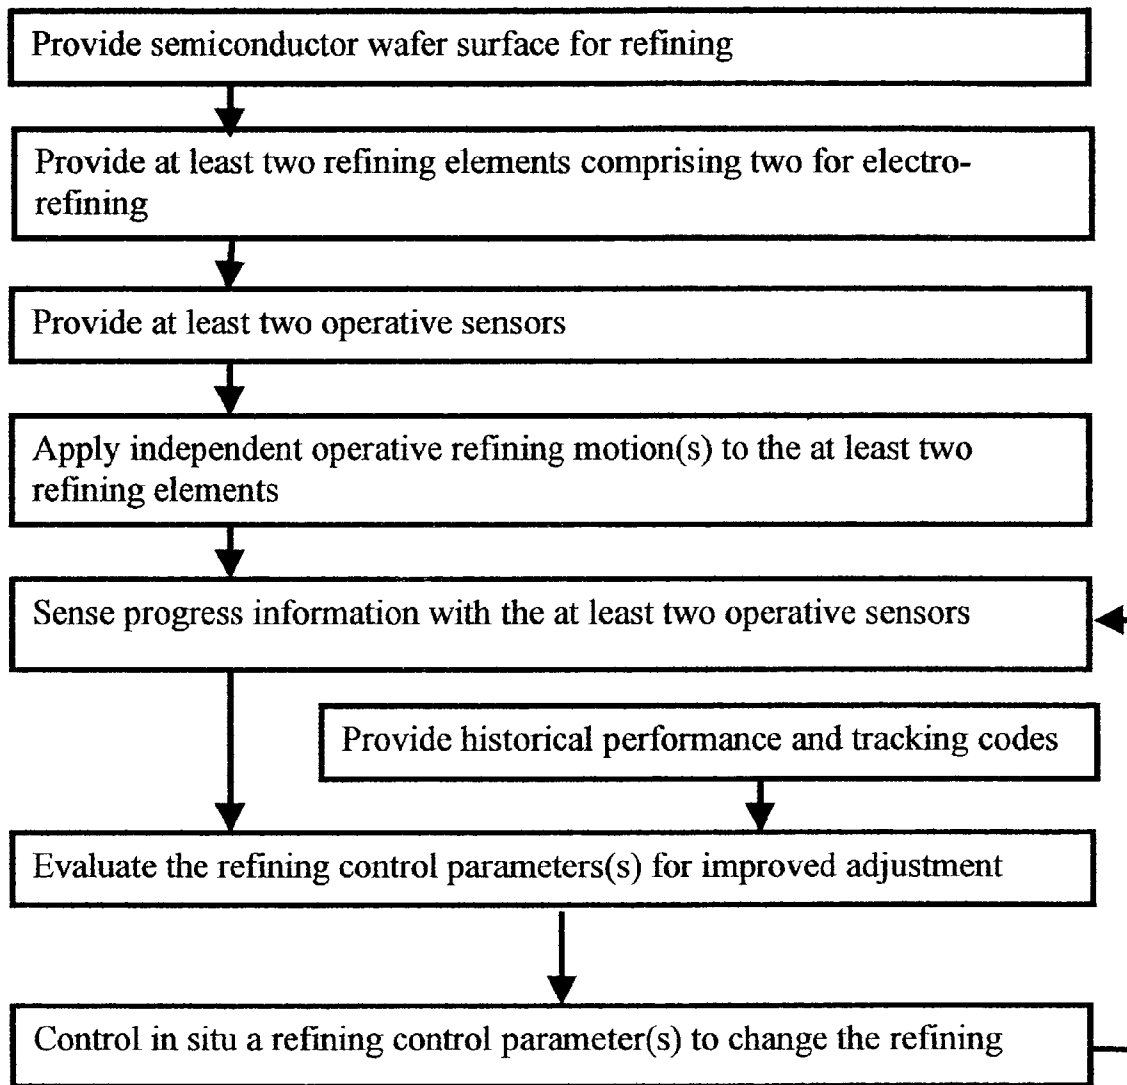 Provide semiconductor wafer surface for refining
Provide at least two refining elements comprising two for electro-
refining
Provide at least two operative sensors
Apply independent operative refining motion(s) to the at least two
refining elements
Sense progress information with the at least two operative sensors
Provide historical performance and tracking codes
Evaluate the refining control parameters(s) for improved adjustment
Control in situ a refining control parameter(s) to change the refining